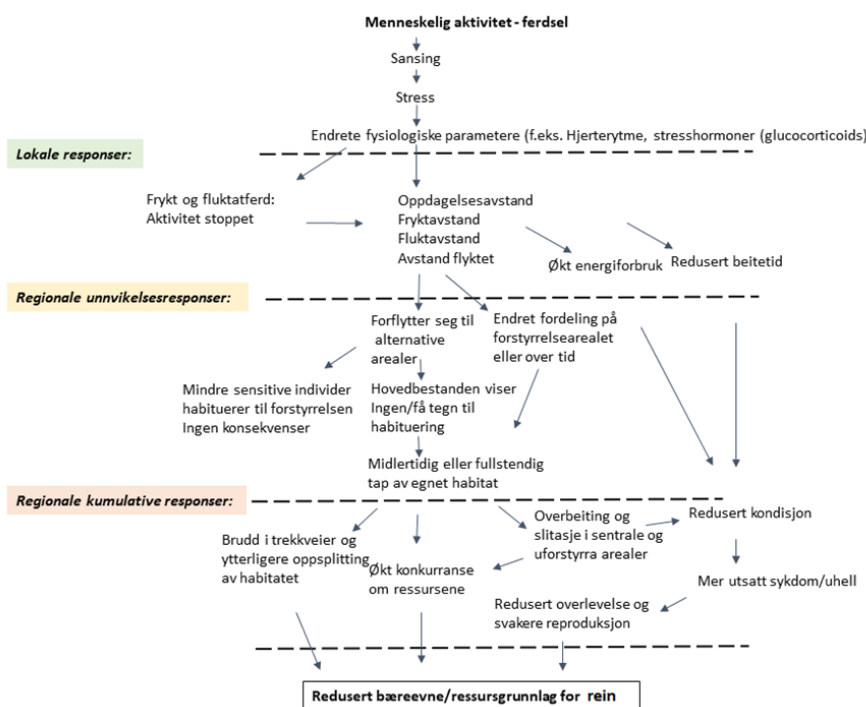 Menneskelig aktivitet - ferdsel
Sansing
Stress
Endrete fysiologiske parametere (f.eks. Hjerterytme, stresshormoner (glucocorticoids)
Lokale responser:
Frykt og fluktatferd:
Aktivitet stoppet
Oppdagelsesavstand
Fryktavstand
Fluktavstand
Avstand flyktet
Økt energiforbruk
Redusert beitetid
Regionale unnvikelsesresponser:
Forflytter seg til
alternative
arealer
Endret fordeling på
forstyrrelsearealet
eller over tid
Mindre sensitive individer
habituerer til forstyrrelsen
Ingen konsekvenser
Hovedbestanden viser
Ingen/få tegn til
habituering
Midlertidig eller fullstendig
tap av egnet habitat
Regionale kumulative responser:
Brudd i trekkveier og
ytterligere oppsplitting
av habitatet
Økt konkurranse
om ressursene
Overbeiting og
slitasje i sentrale og
uforstyrra arealer
Redusert kondisjon
Mer utsatt sykdom/uhell
Redusert overlevelse og
svakere reproduksjon
Redusert bæreevne/ressursgrunnlag for rein